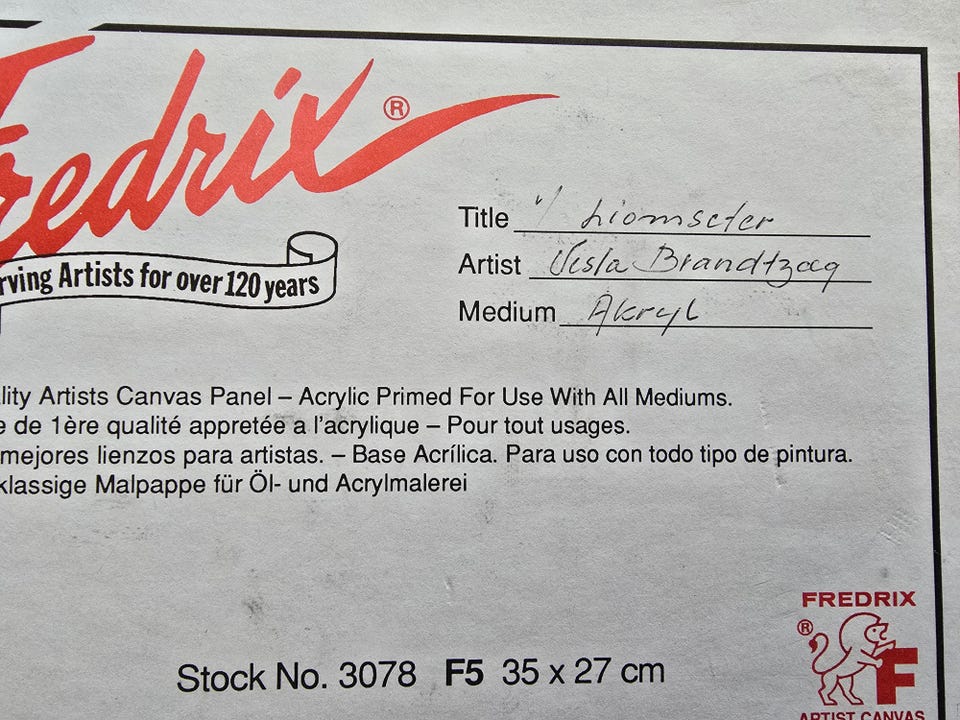 Fredrix ®
rving Artists for over 120 years
Title
Artist Visla Brandtzæg
Medium Akryl
lity Artists Canvas Panel – Acrylic Primed For Use With All Mediums.
e de 1ère qualité appretée a l'acrylique – Pour tout usages.
mejores lienzos para artistas. – Base Acrílica. Para uso con todo tipo de pintura.
klassige Malpappe für Öl- und Acrylmalerei
FREDRIX
®
F
ARTIST CANVAS
Stock No. 3078 F5 35 x 27 cm